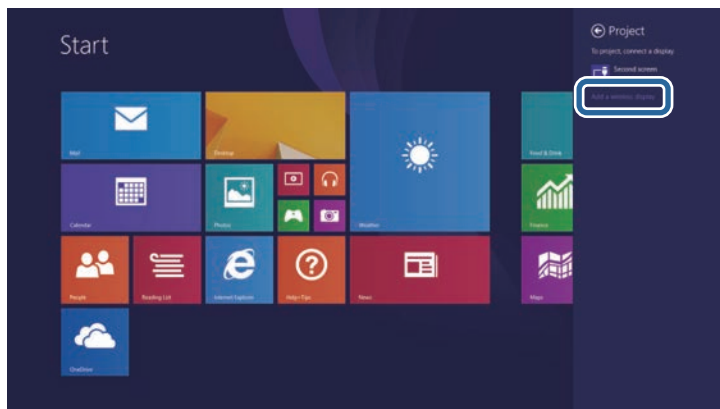 Start
Project
To project, connect a display
Second screen
Add a wireless display
Mail
Desktop
Weather
Food & Drink
Calendar
Photos
Finance
People
Reading List
Internet Explorer
Help+Tips
News
Maps
OneDrive